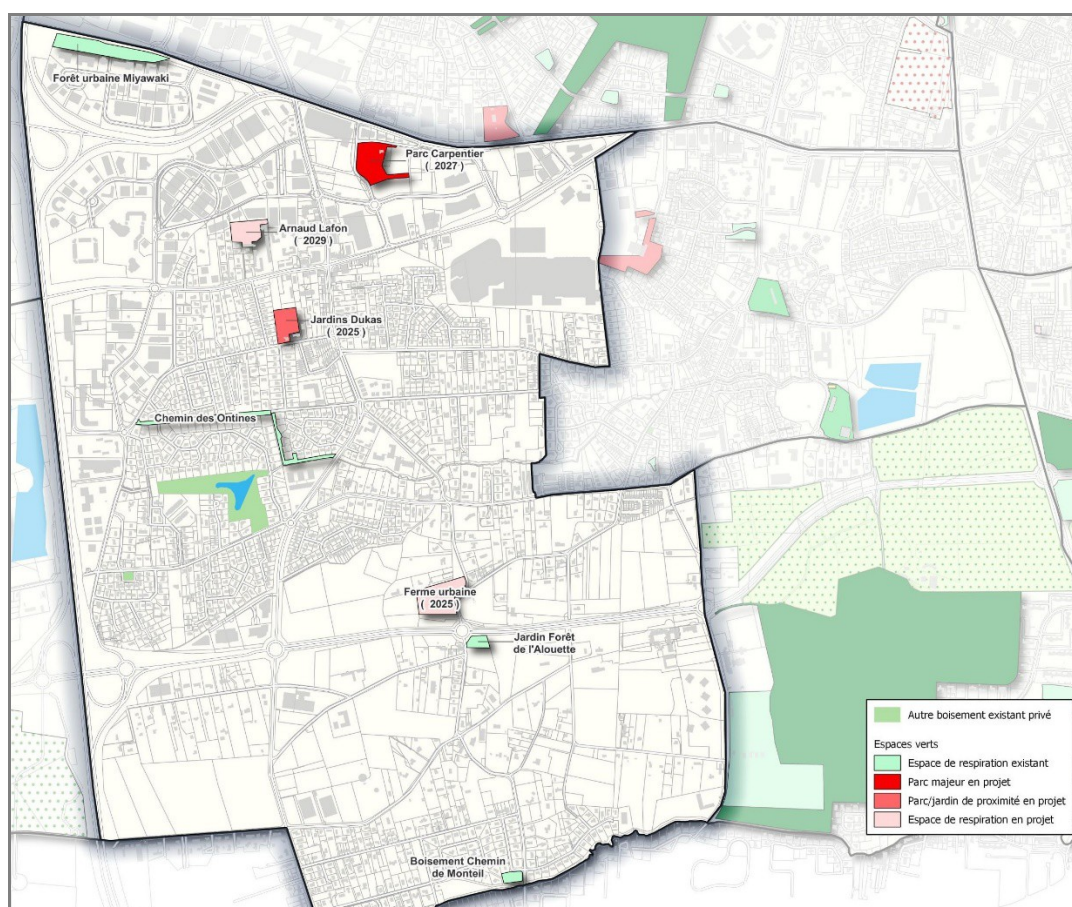 Forêt urbaine Miyawaki
Parc Carpentier
( 2027 )
Arnaud Lafon
( 2029 )
Jardins Dukas
( 2025 )
Chemin des Ontines
Ferme urbaine
( 2025 )
Jardin Forêt
de l'Alouette
Boisement Chemin
de Monteil
Autre boisement existant privé
Espaces verts
Espace de respiration existant
Parc majeur en projet
Parc/jardin de proximité en projet
Espace de respiration en projet